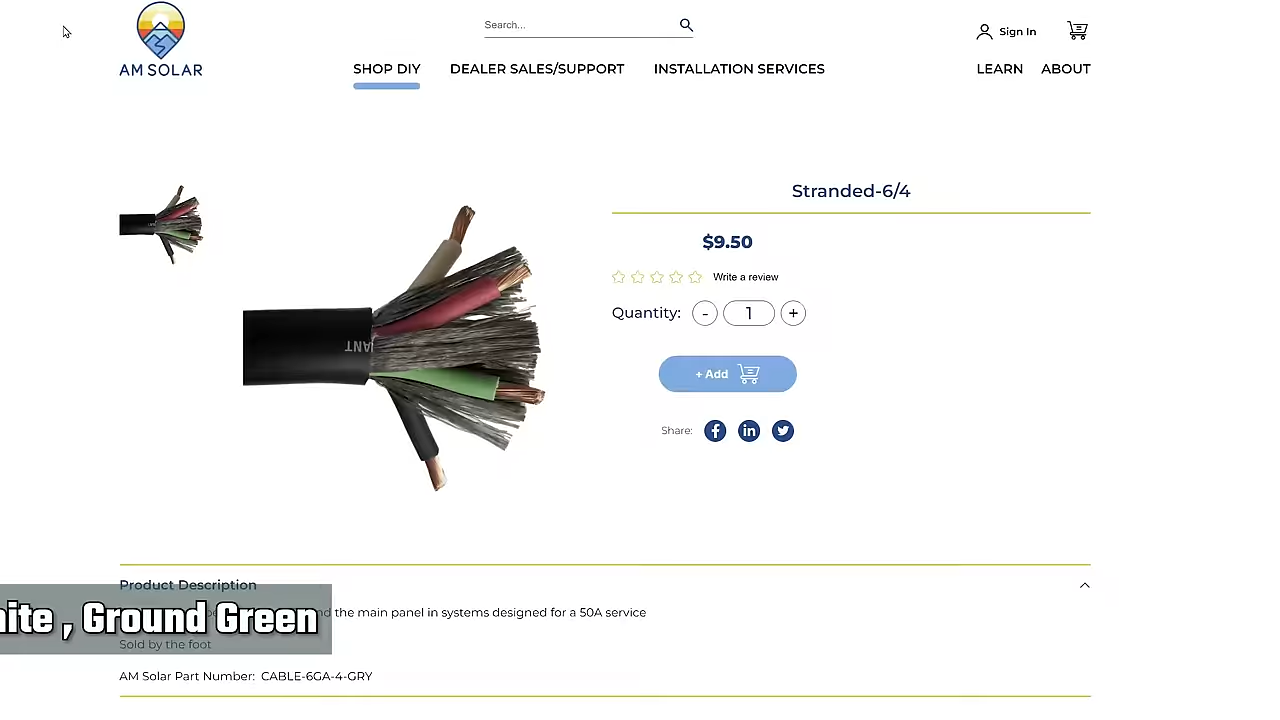 Search...
Sign In
AM SOLAR
SHOP DIY
DEALER SALES/SUPPORT
INSTALLATION SERVICES
LEARN
ABOUT
Stranded-6/4
$9.50
Write a review
Quantity: - 1 +
+ Add
Share:
Product Description
the main panel in systems designed for a 50A service
, Ground Green
Sold by the foot
AM Solar Part Number: CABLE-6GA-4-GRY